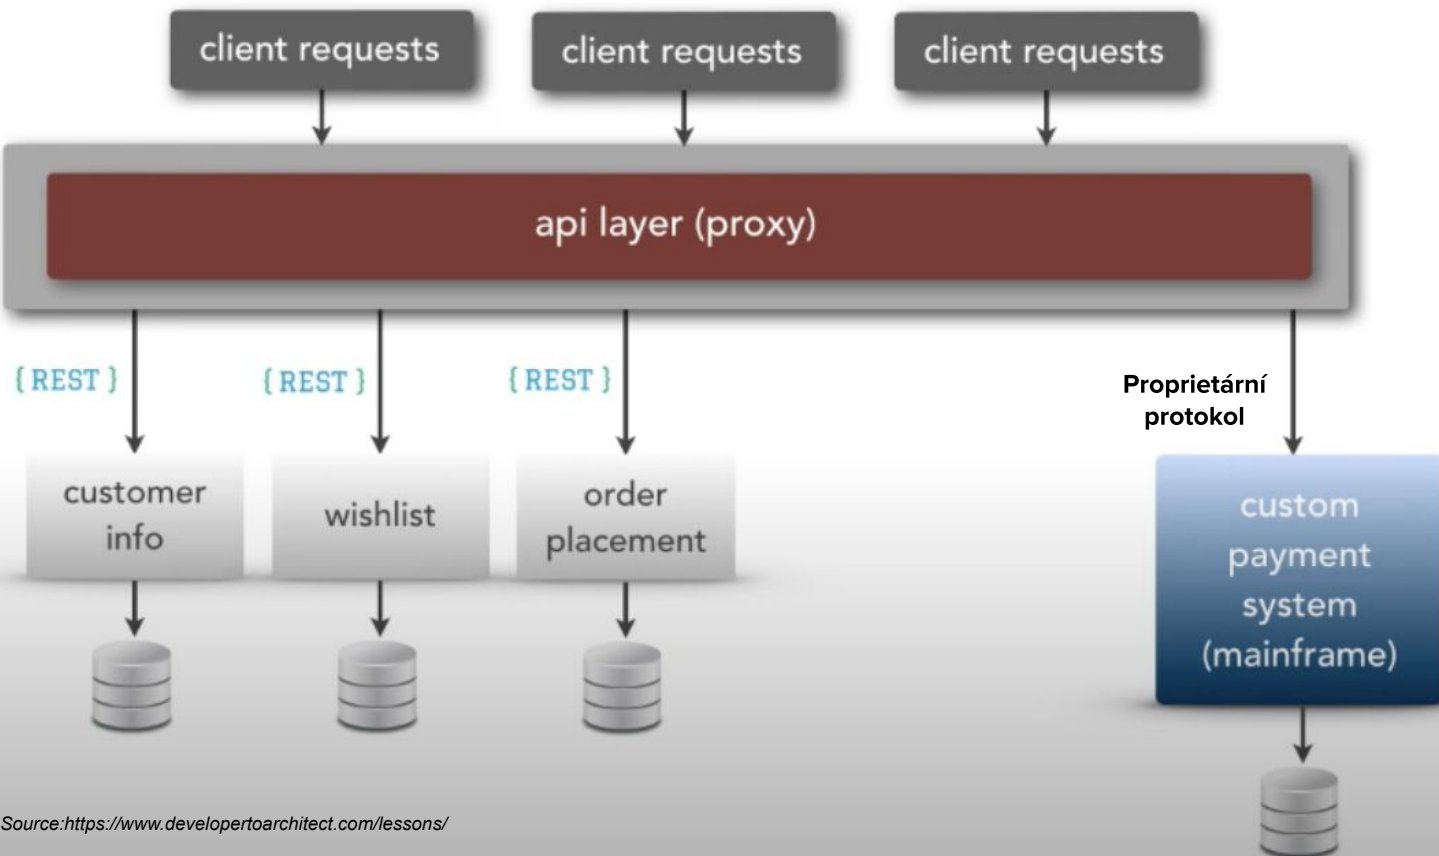 client requests
client requests
client requests
api layer (proxy)
{ REST }
{ REST }
{ REST }
Proprietární
protokol
customer
info
wishlist
order
placement
custom
payment
system
(mainframe)
Source:https://www.developertoarchitect.com/lessons/